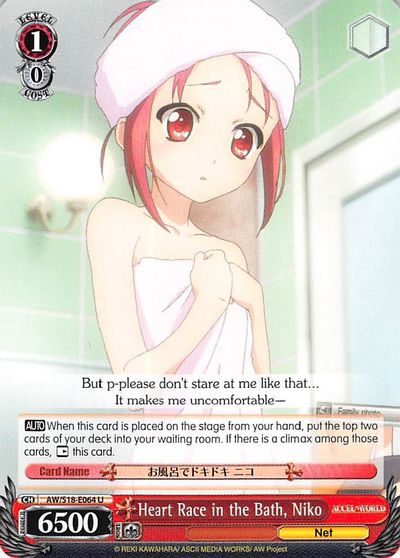 LEVEL
1
0
COST
But p-please don't stare at me like that...
It makes me uncomfortable—
Family photo
AUTO When this card is placed on the stage from your hand, put the top two
cards of your deck into your waiting room. If there is a climax among those
cards, this card.
Card Name お風呂でドキドキ ニコ
CH AW/S18-E064 U
Heart Race in the Bath, Niko
ACCEL WORLD
POWER
6500
SOUL
Net
© REKI KAWAHARA/ ASCII MEDIA WORKS/ AW Project